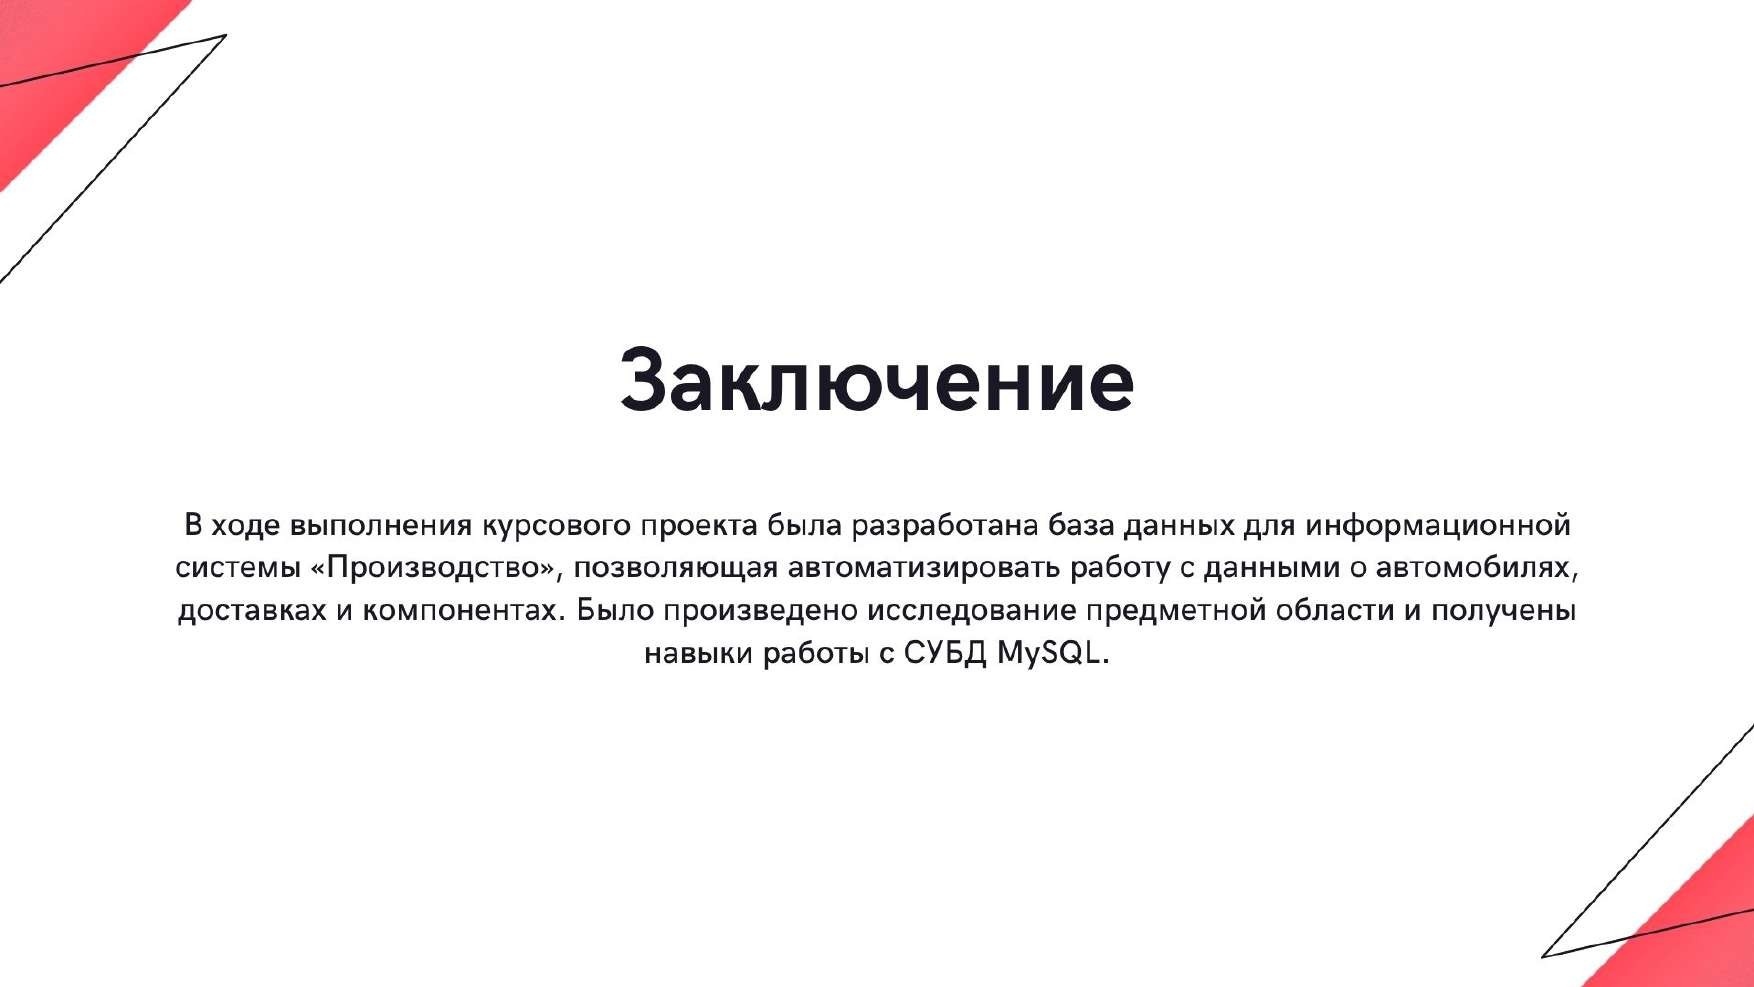 Заключение
В ходе выполнения курсового проекта была разработана база данных для информационной
системы «Производство», позволяющая автоматизировать работу с данными о автомобилях,
доставках и компонентах. Было произведено исследование предметной области и получены
навыки работы с СУБД MySQL.